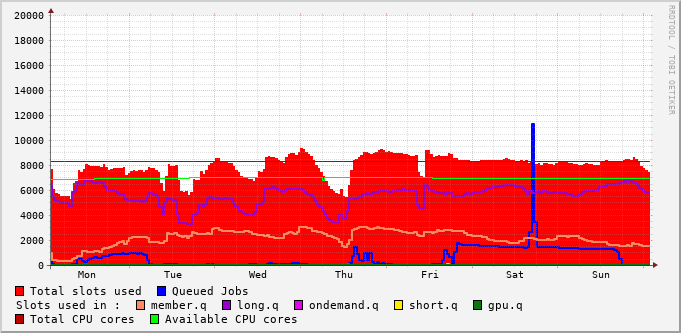 20000
18000
16000
14000
12000
10000
8000
6000
4000
2000
0
Mon Tue Wed Thu Fri Sat Sun
RRDTOOL / TOBI OETIKER
Total slots used Queued Jobs
Slots used in : member.q long.q ondemand.q short.q gpu.q
Total CPU cores Available CPU cores